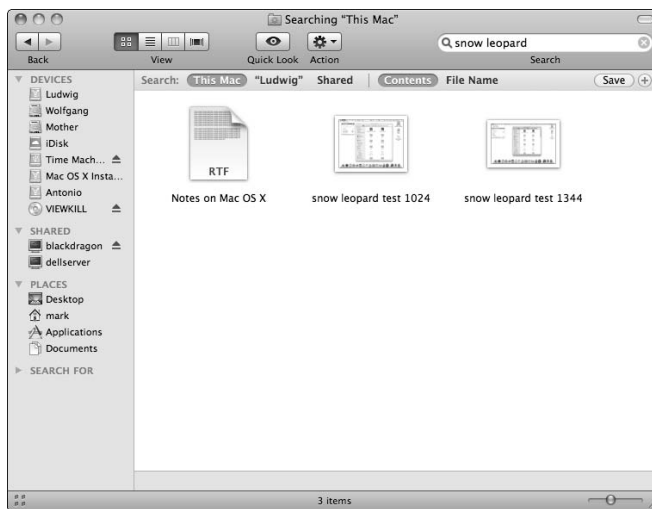 Searching “This Mac”
snow leopard
Back View Quick Look Action Search
DEVICES
Ludwig
Wolfgang
Mother
iDisk
Time Mach...
Mac OS X Insta...
Antonio
VIEWKILL
SHARED
blackdragon
dellserver
PLACES
Desktop
mark
Applications
Documents
SEARCH FOR
Search: This Mac “Ludwig” Shared Contents File Name Save
RTF
Notes on Mac OS X snow leopard test 1024 snow leopard test 1344
3 items